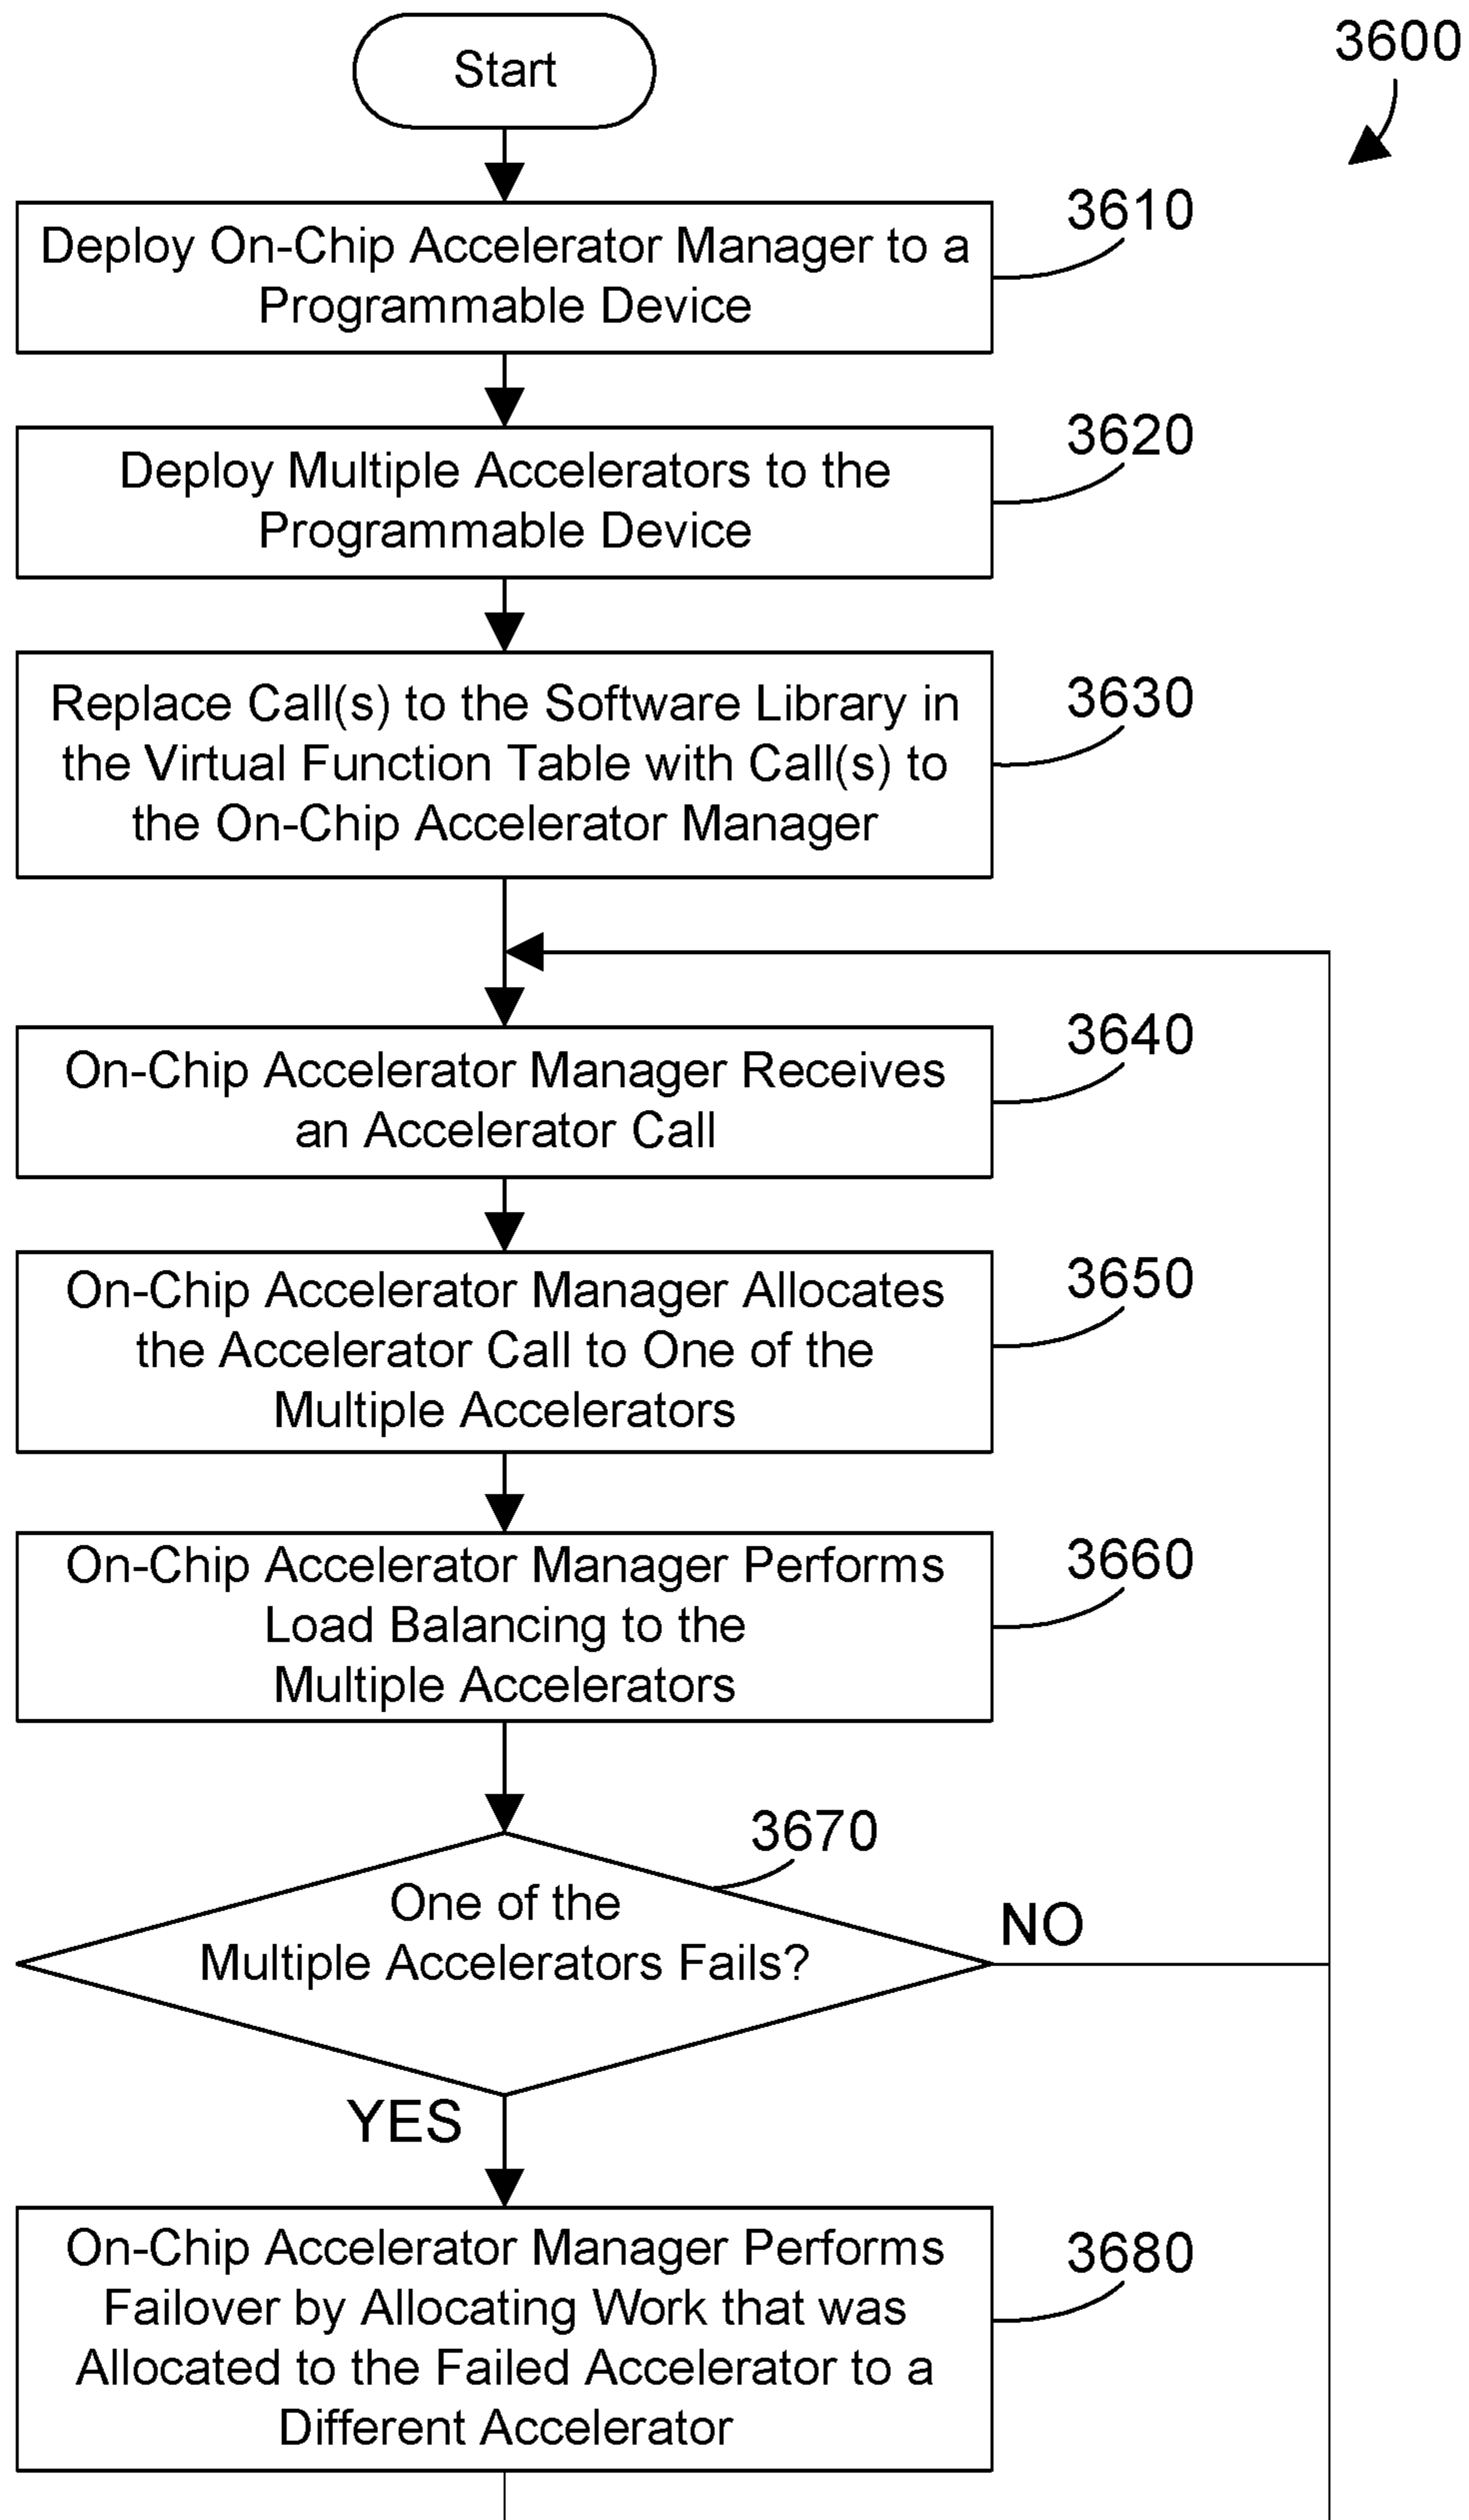 Start
3600
Deploy On-Chip Accelerator Manager to a
Programmable Device
3610
Deploy Multiple Accelerators to the
Programmable Device
3620
Replace Call(s) to the Software Library in
the Virtual Function Table with Call(s) to
the On-Chip Accelerator Manager
3630
On-Chip Accelerator Manager Receives
an Accelerator Call
3640
On-Chip Accelerator Manager Allocates
the Accelerator Call to One of the
Multiple Accelerators
3650
On-Chip Accelerator Manager Performs
Load Balancing to the
Multiple Accelerators
3660
One of the
Multiple Accelerators Fails?
3670
NO
YES
On-Chip Accelerator Manager Performs
Failover by Allocating Work that was
Allocated to the Failed Accelerator to a
Different Accelerator
3680